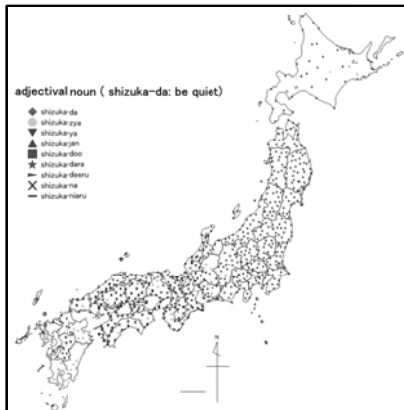 adjectival noun ( shizuka-da: be quiet)
shizuka-da
shizuka-zya
shizuka-ya
shizuka-jan
shizuka-doo
shizuka-dara
shizuka-deeru
shizuka-na
shizuka-niaru
N